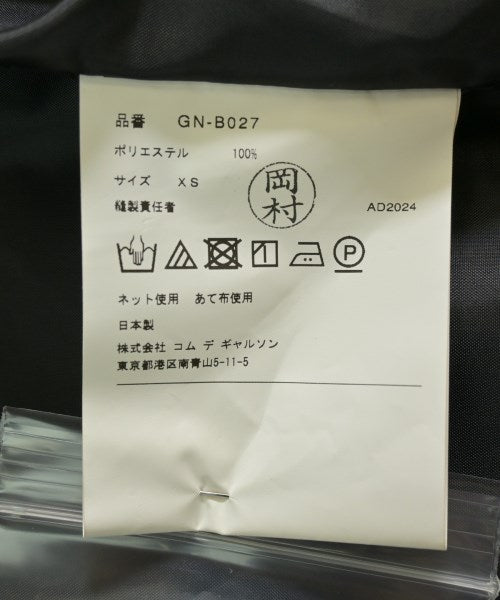 品番 GN-B027
ポリエステル 100%
サイズ XS
縫製責任者 岡村 AD2024
P
ネット使用 あて布使用
日本製
株式会社 コム デ ギャルソン
東京都港区南青山5-11-5